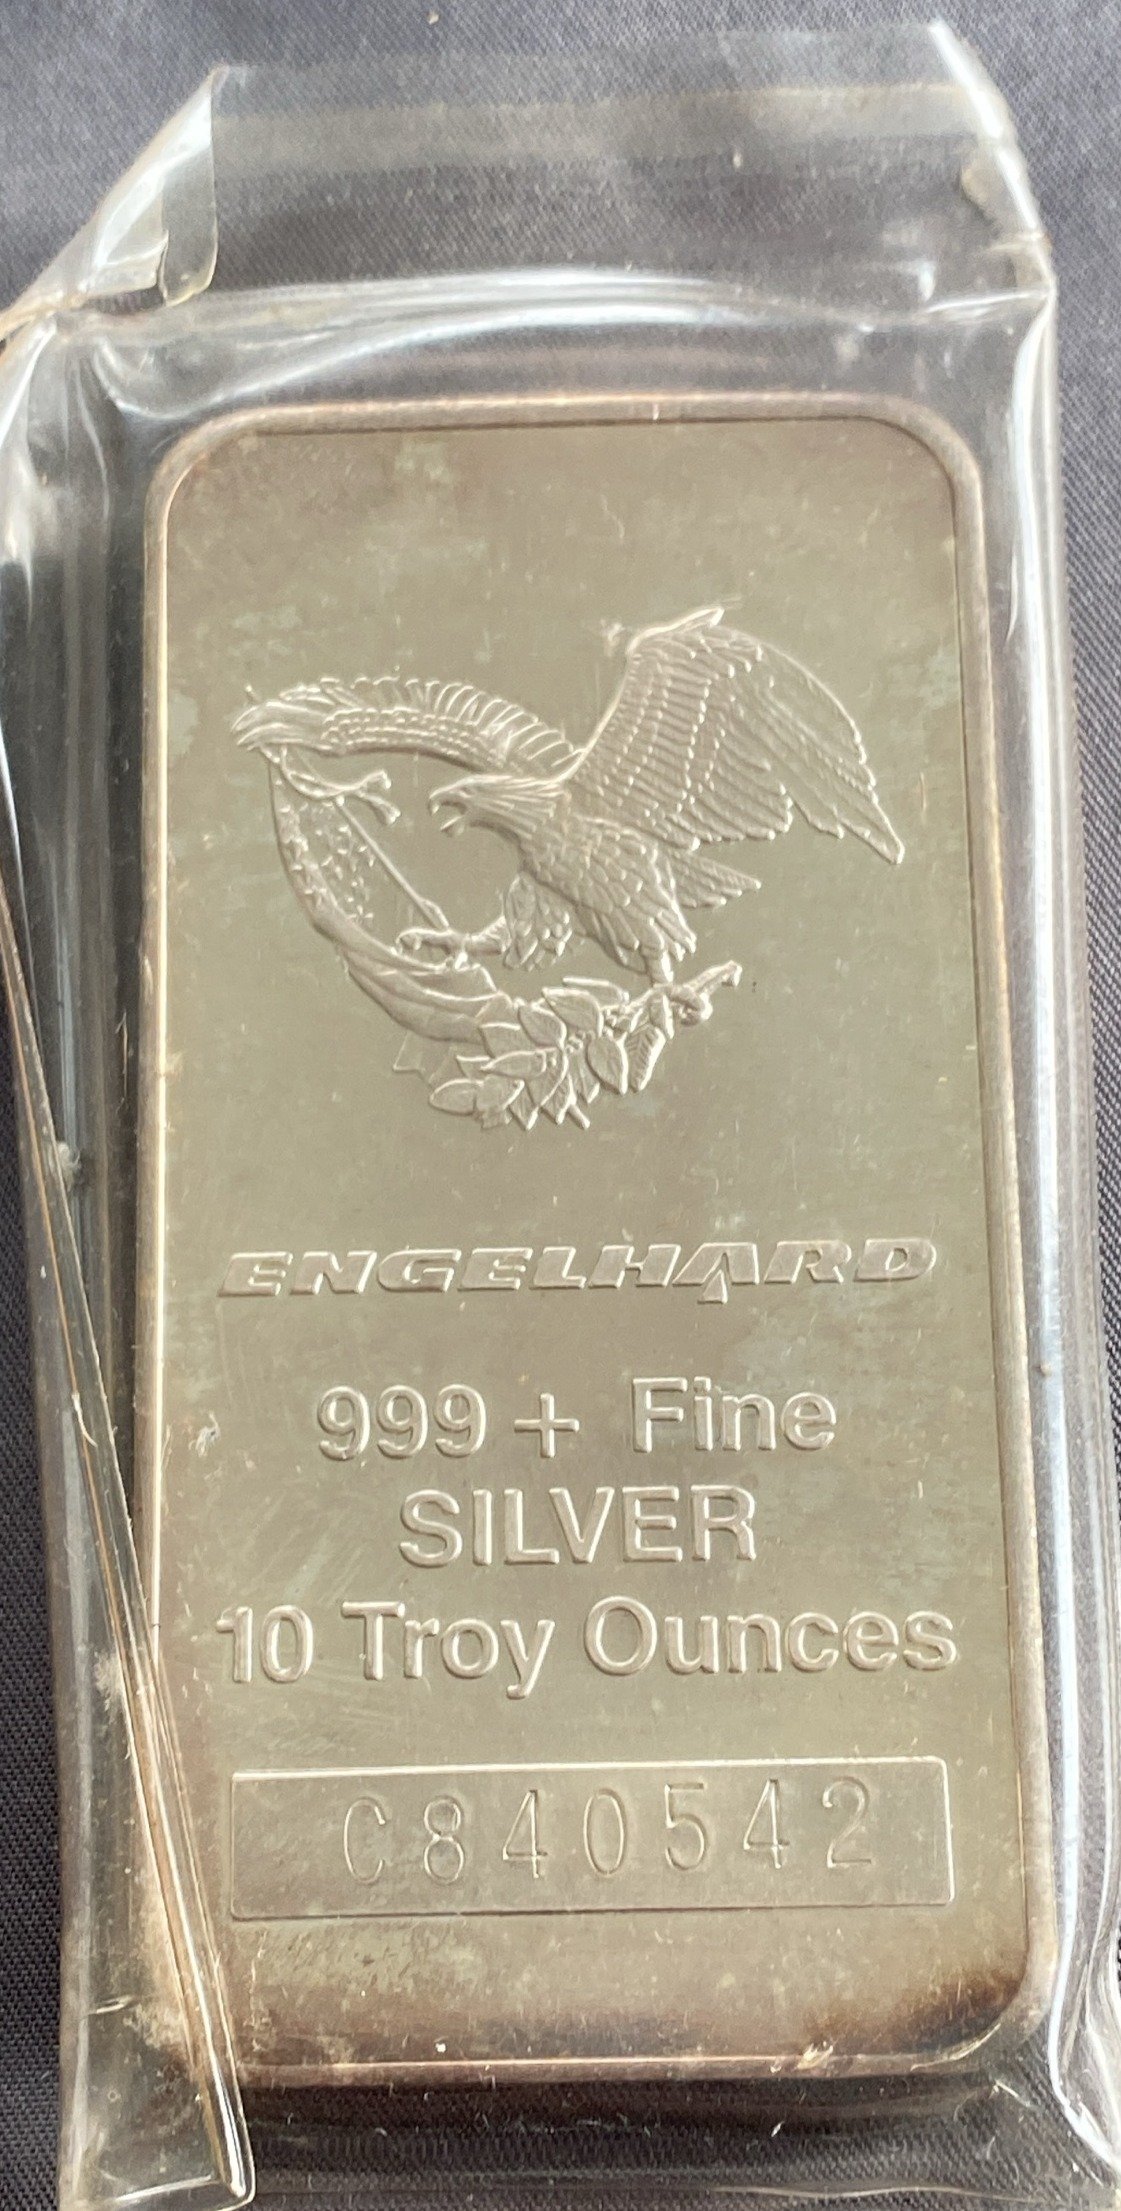 ENGELHARD
999 + Fine
SILVER
10 Troy Ounces
C840542